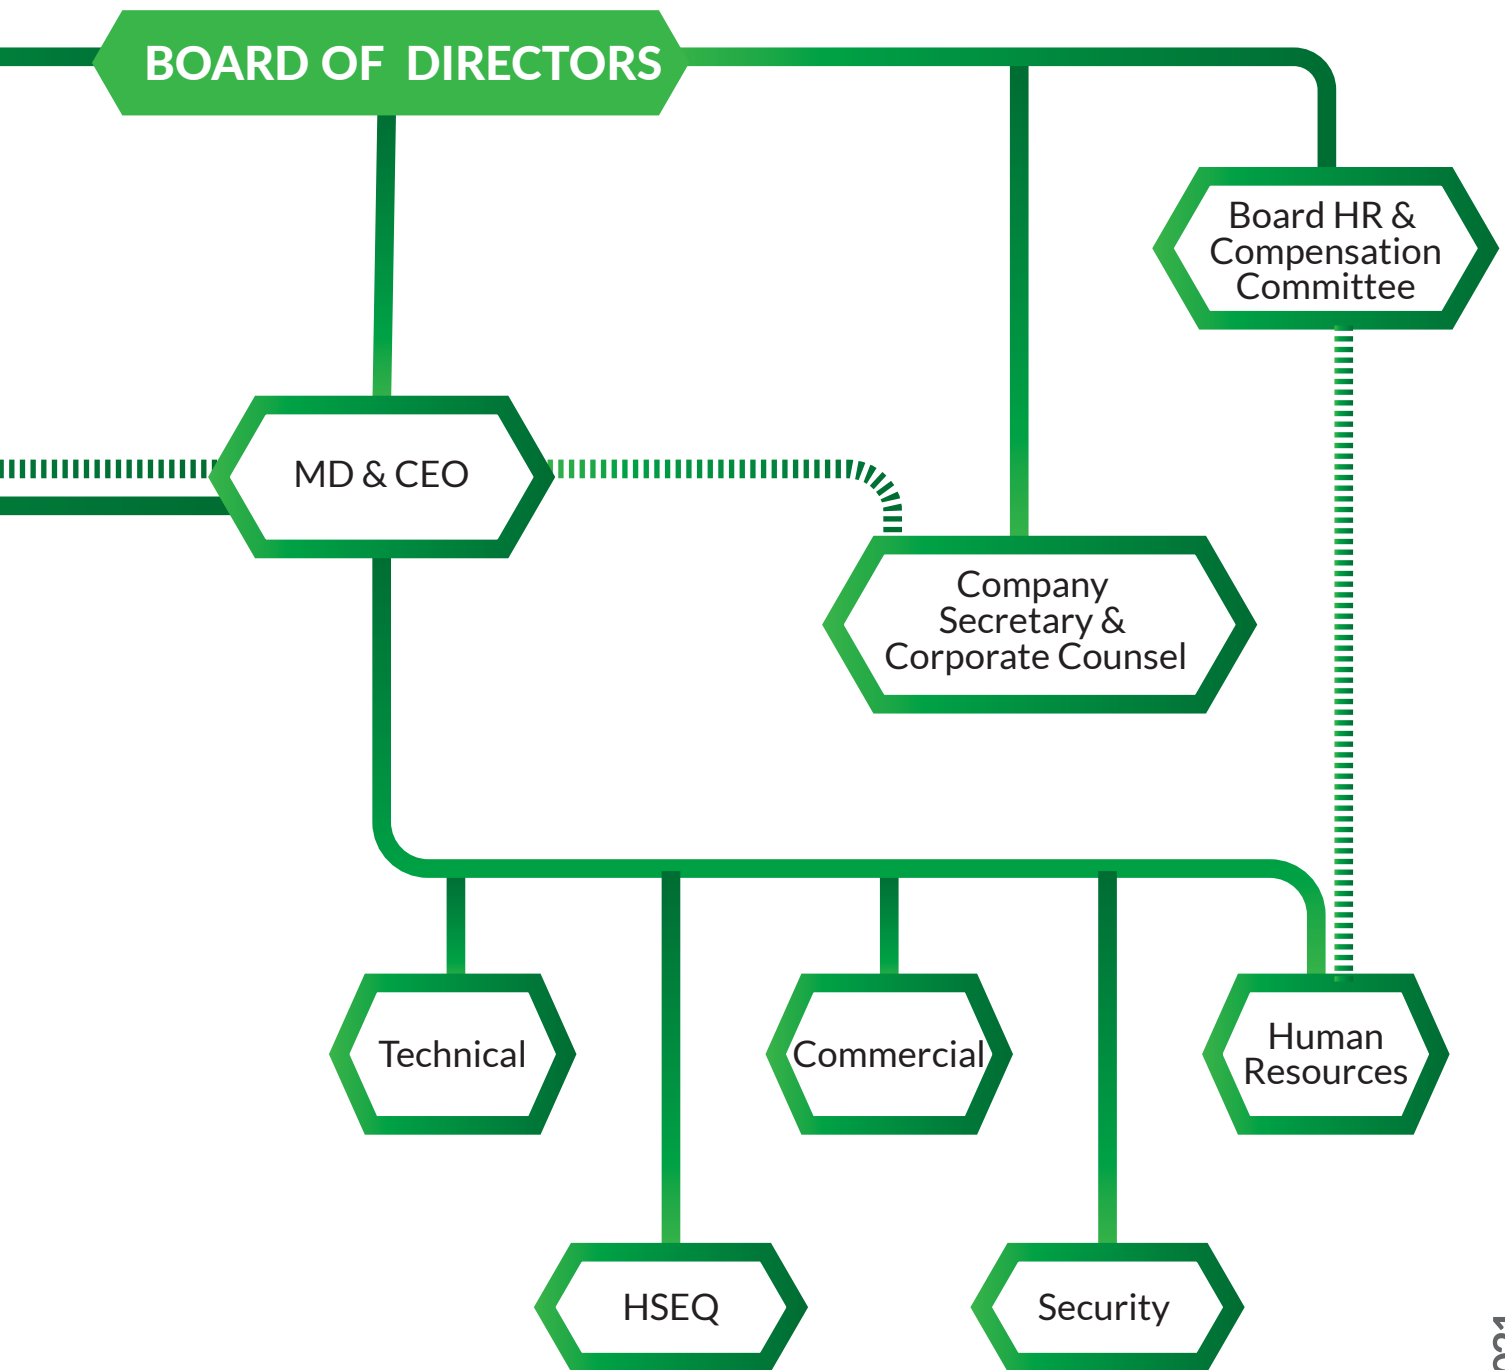 BOARD OF DIRECTORS
Board HR &
Compensation
Committee
MD & CEO
Company
Secretary &
Corporate Counsel
Technical
Commercial
Human
Resources
HSEQ
Security